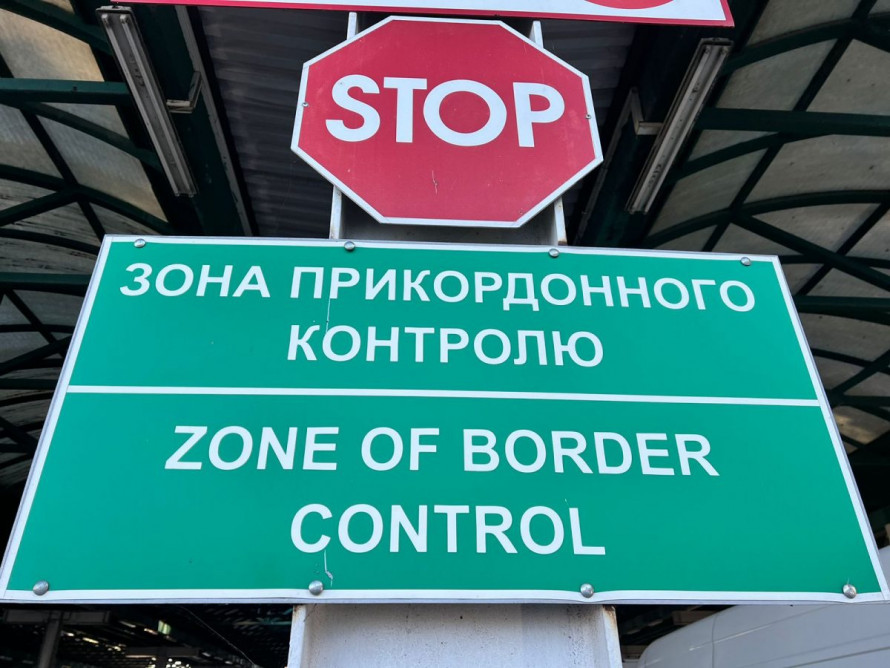 STOP
ЗОНА ПРИКОРДОННОГО
КОНТРОЛЮ
ZONE OF BORDER
CONTROL